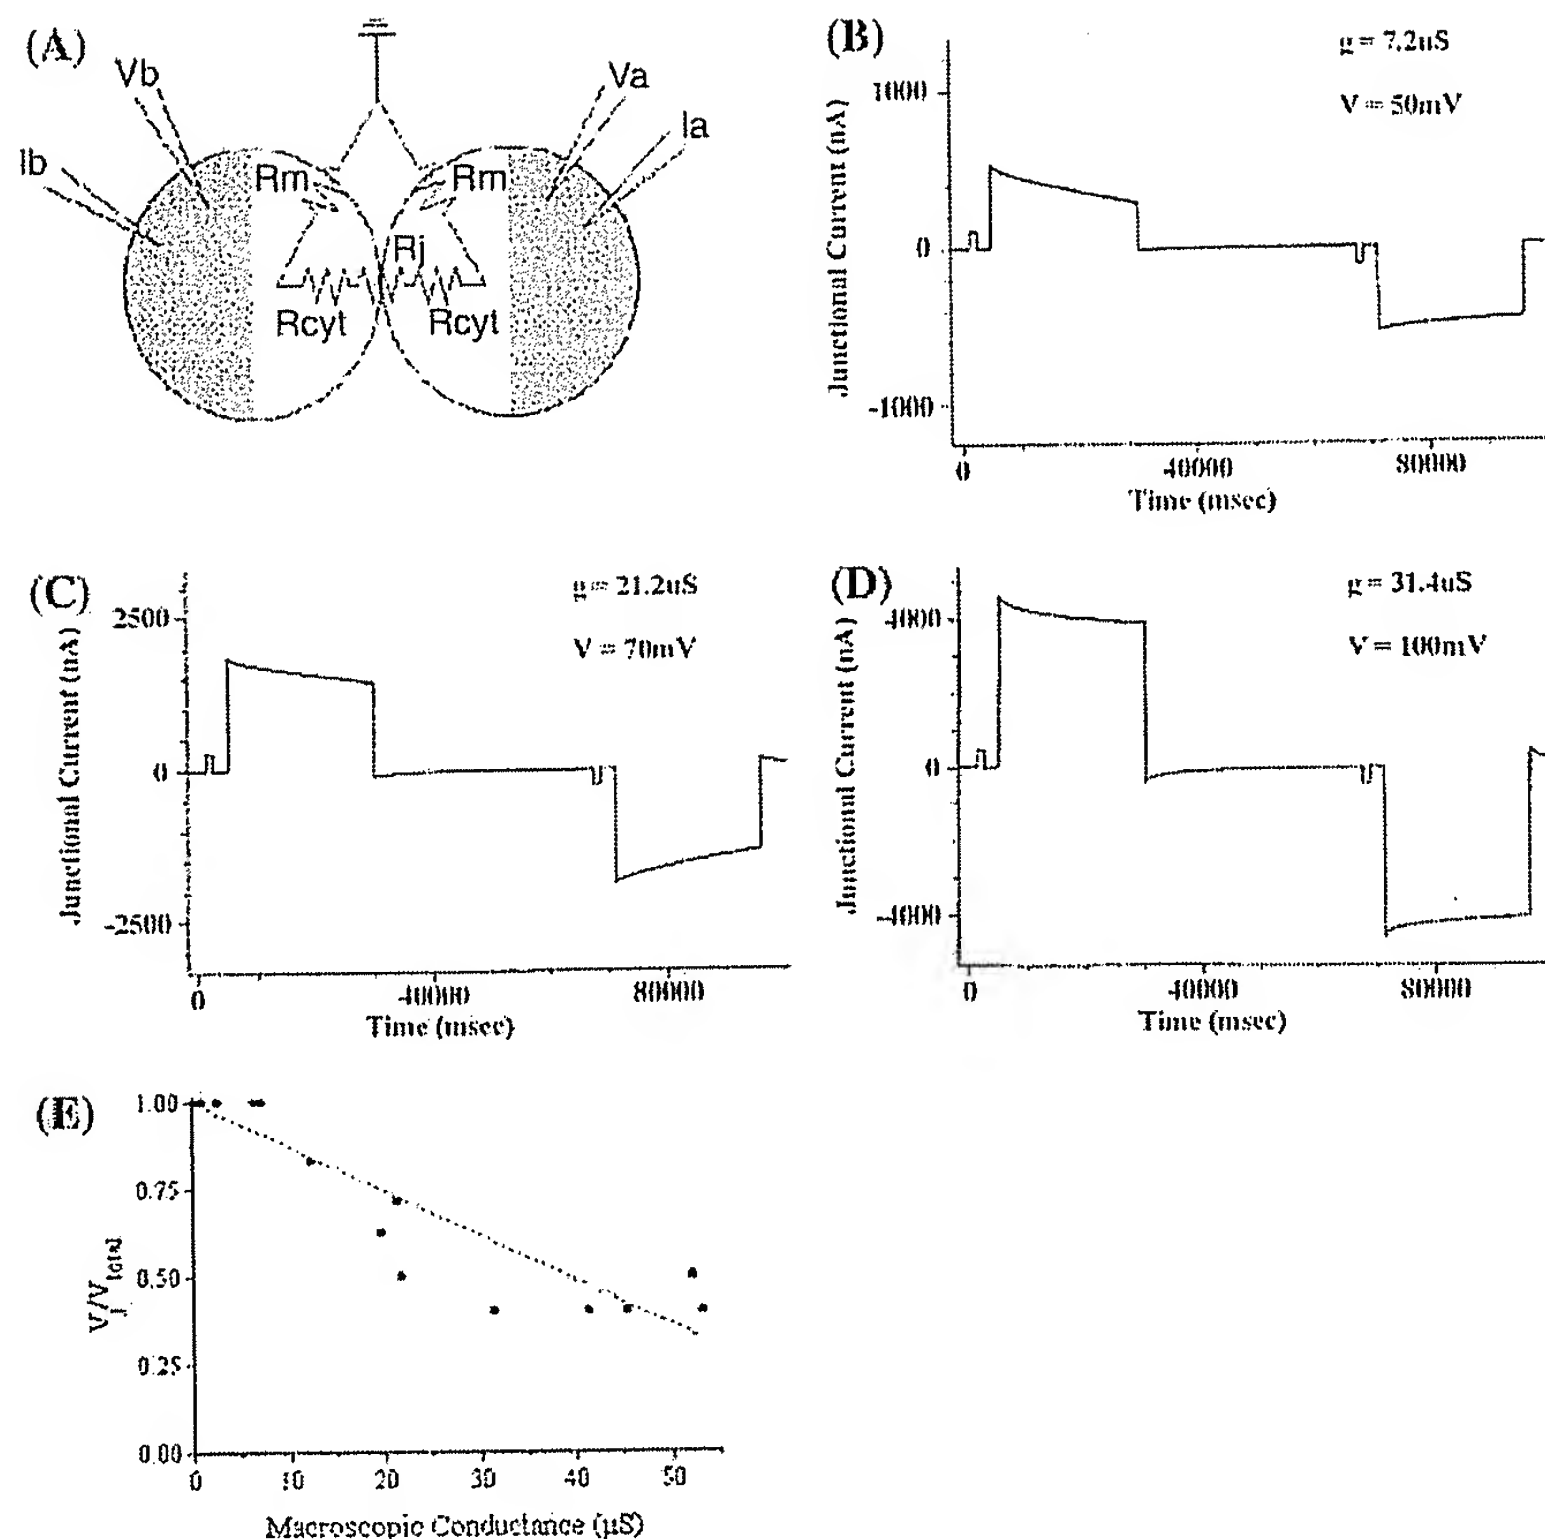 (A)
Vb
Va
Ib
Ia
Rm
Rm
Rj
Rcyt
Rcyt
(B)
g = 7.2uS
V = 50mV
Junctional Current (nA)
1000
0
-1000
0
40000
80000
Time (msec)
(C)
g = 21.2uS
V = 70mV
Junctional Current (nA)
2500
0
-2500
0
40000
80000
Time (msec)
(D)
g = 31.4uS
V = 100mV
Junctional Current (nA)
4000
0
-4000
0
40000
80000
Time (msec)
(E)
Vj/Vtotal
1.00
0.75
0.50
0.25
0.00
0
10
20
30
40
50
Macroscopic Conductance (µS)